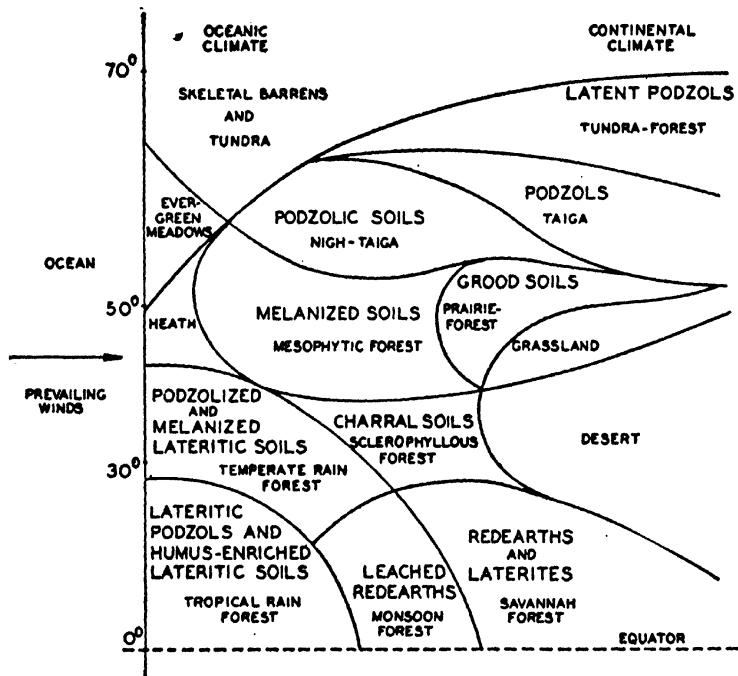 OCEANIC
CLIMATE
CONTINENTAL
CLIMATE
70°
SKELETAL BARRENS
AND
TUNDRA
LATENT PODZOLS
TUNDRA-FOREST
EVER-
GREEN
MEADOWS
PODZOLIC SOILS
NIGH-TAIGA
PODZOLS
TAIGA
OCEAN
50°
GROOD SOILS
PRAIRIE-
FOREST
HEATH
MELANIZED SOILS
MESOPHYTIC FOREST
GRASSLAND
PREVAILING
WINDS
PODZOLIZED
AND
MELANIZED
LATERITIC SOILS
TEMPERATE RAIN
FOREST
CHARRAL SOILS
SCLEROPHYLLOUS
FOREST
DESERT
30°
LATERITIC
PODZOLS AND
HUMUS-ENRICHED
LATERITIC SOILS
TROPICAL RAIN
FOREST
LEACHED
REDEARTHS
MONSOON
FOREST
REDEARTHS
AND
LATERITES
SAVANNAH
FOREST
0°
EQUATOR